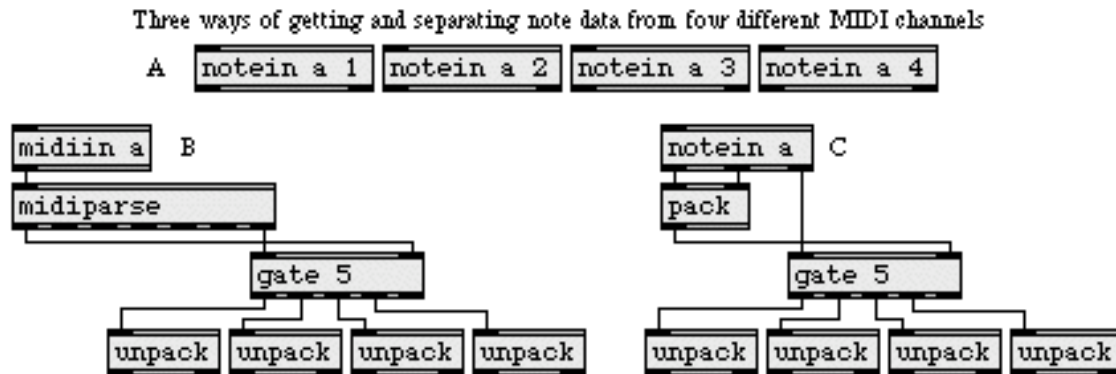 Three ways of getting and separating note data from four different MIDI channels
A notein a 1 notein a 2 notein a 3 notein a 4
midiin a B notein a C
midiparse pack
gate 5 gate 5
unpack unpack unpack unpack unpack unpack unpack unpack